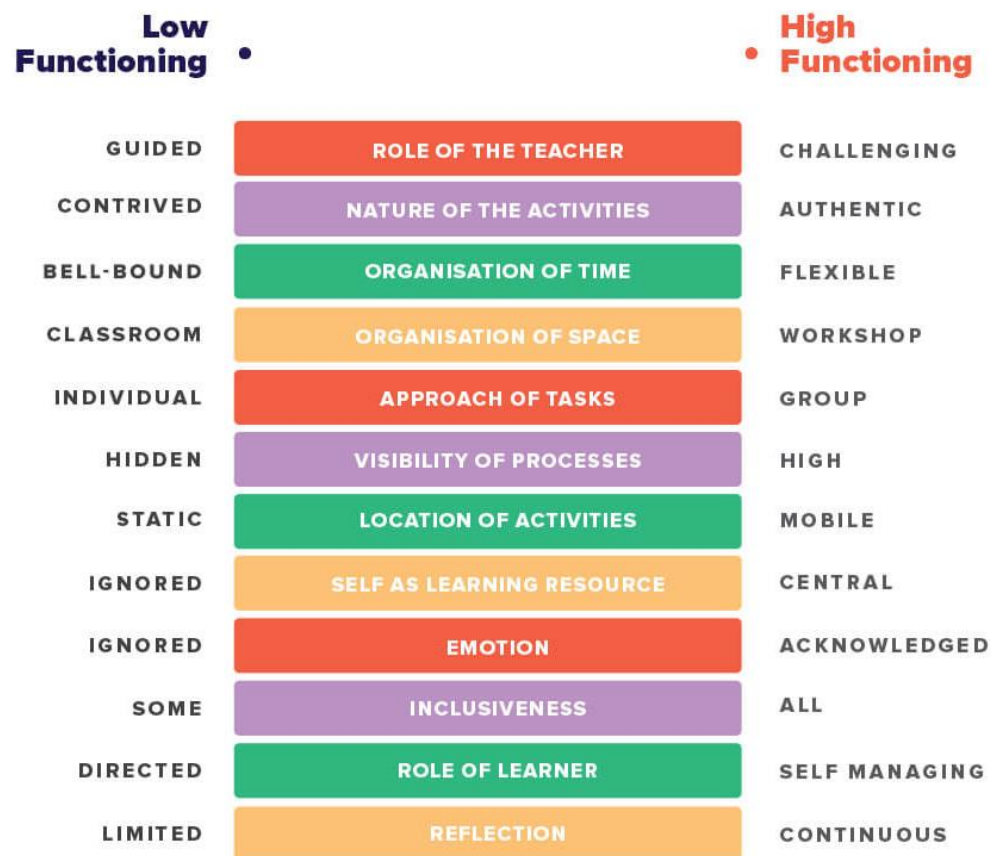 Low
Functioning
High
Functioning
GUIDED ROLE OF THE TEACHER CHALLENGING
CONTRIVED NATURE OF THE ACTIVITIES AUTHENTIC
BELL-BOUND ORGANISATION OF TIME FLEXIBLE
CLASSROOM ORGANISATION OF SPACE WORKSHOP
INDIVIDUAL APPROACH OF TASKS GROUP
HIDDEN VISIBILITY OF PROCESSES HIGH
STATIC LOCATION OF ACTIVITIES MOBILE
IGNORED SELF AS LEARNING RESOURCE CENTRAL
IGNORED EMOTION ACKNOWLEDGED
SOME INCLUSIVENESS ALL
DIRECTED ROLE OF LEARNER SELF MANAGING
LIMITED REFLECTION CONTINUOUS